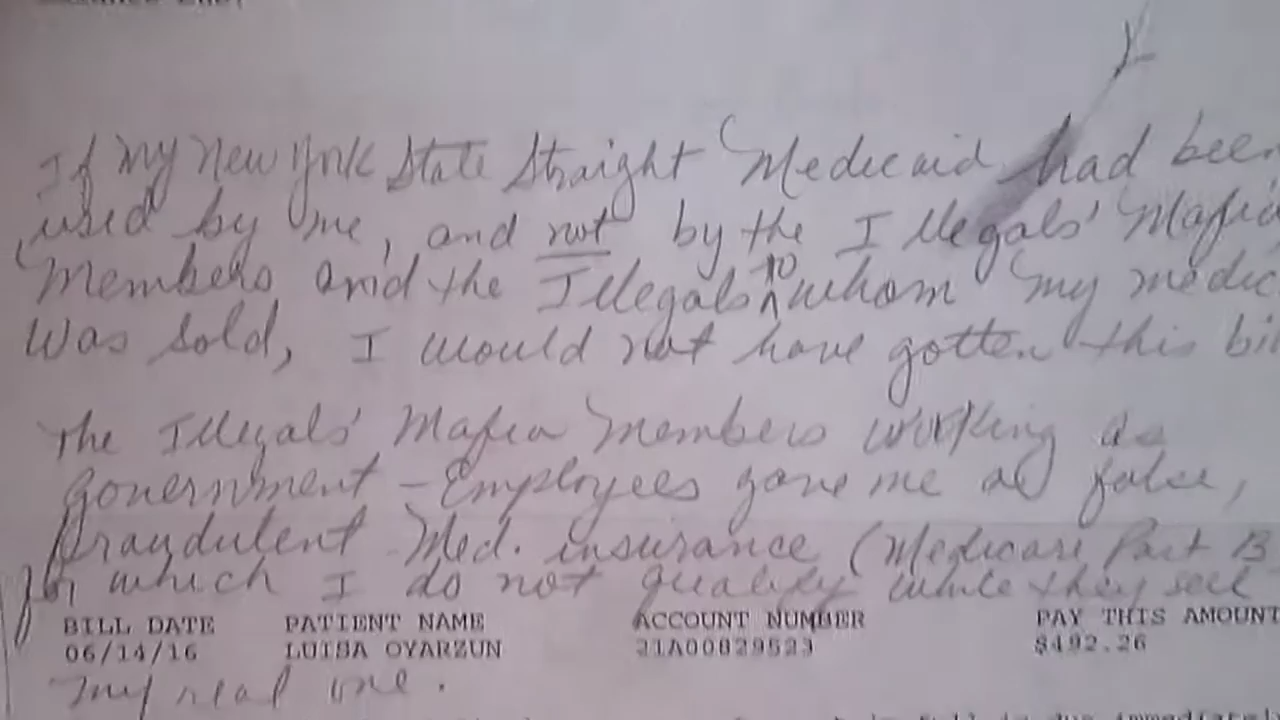 If my New York State Straight Medicaid had been
used by me, and not by the Illegals' Mafia
Members and the Illegals to whom my medic
was sold, I would not have gotten this bil
The Illegals' Mafia Members working as
Government-Employees gave me a false,
fraudulent Med. insurance (Medicare Part B
for which I do not qualify while they sell
BILL DATE PATIENT NAME ACCOUNT NUMBER PAY THIS AMOUNT
06/14/16 LUISA OYARZUN 21A00829523 $492.26
my real one.